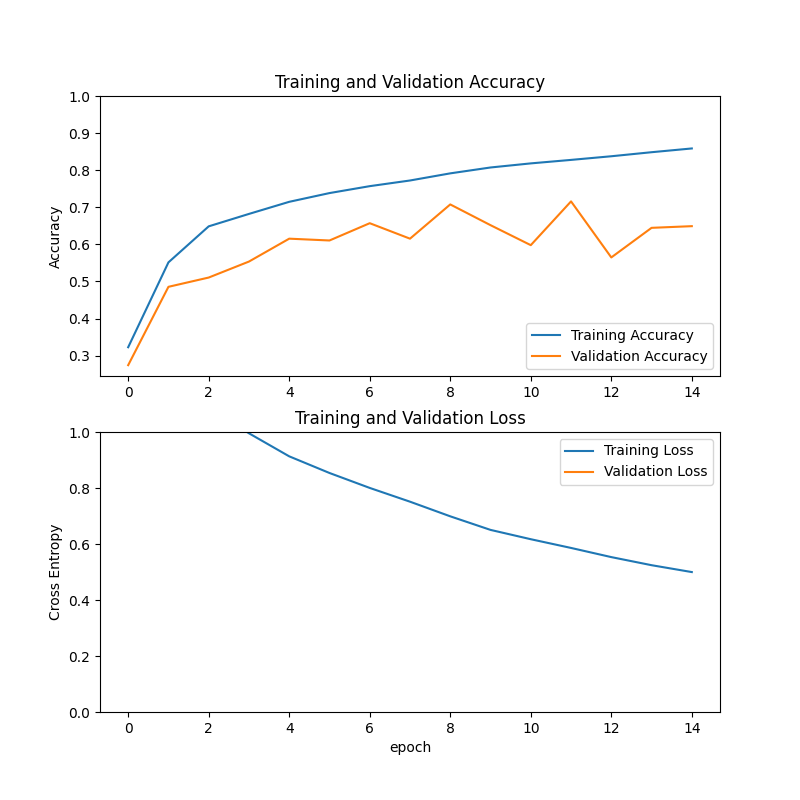 Training and Validation Accuracy
1.0
0.9
0.8
0.7
0.6
0.5
0.4
0.3
Accuracy
Training Accuracy
Validation Accuracy
0 2 4 6 8 10 12 14
Training and Validation Loss
1.0
0.8
0.6
0.4
0.2
0.0
Cross Entropy
Training Loss
Validation Loss
0 2 4 6 8 10 12 14
epoch